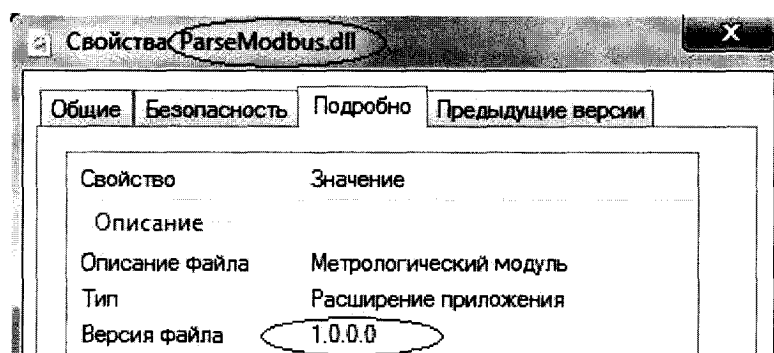 Свойства: ParseModbus.dll
x
Общие Безопасность Подробно Предыдущие версии
Свойство Значение
Описание
Описание файла Метрологический модуль
Тип Расширение приложения
Версия файла 1.0.0.0